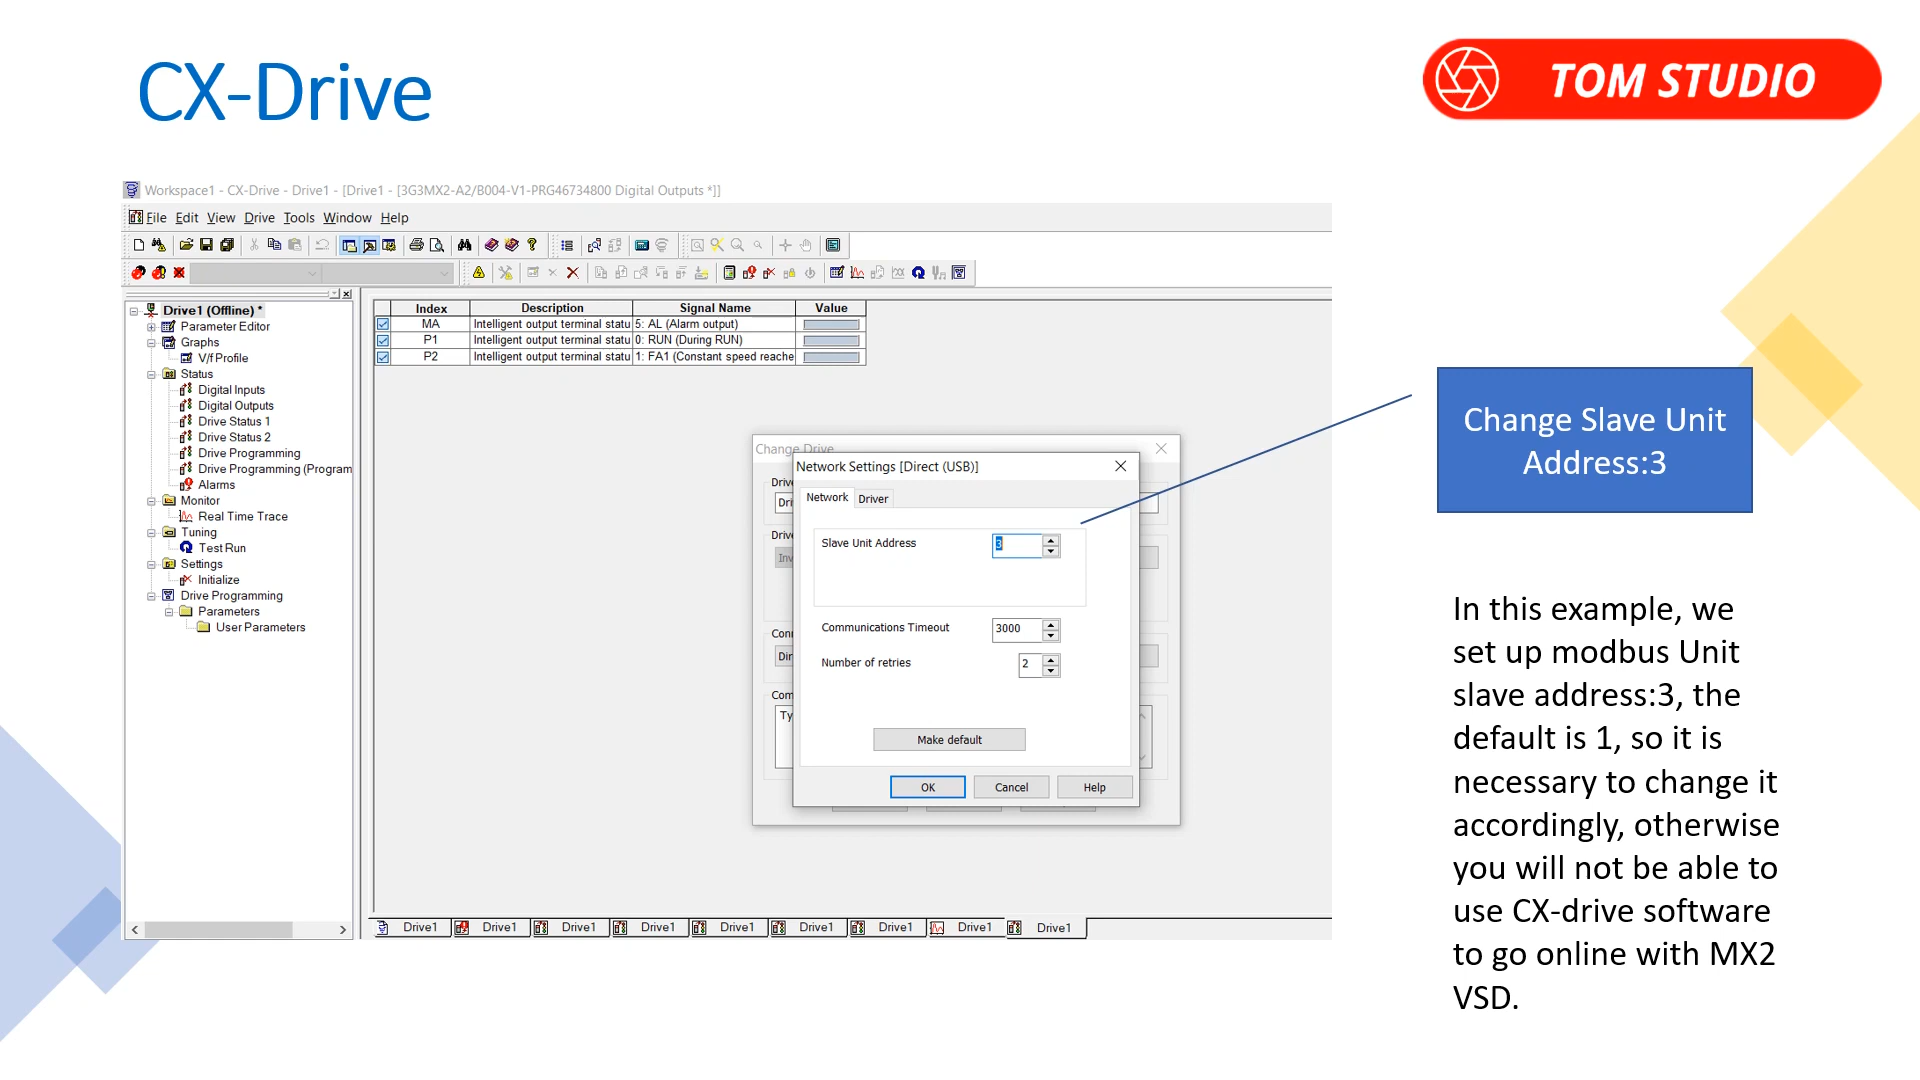 CX-Drive
TOM STUDIO
Workspace1 - CX-Drive - Drive1 - [Drive1 - [3G3MX2-A2/B004-V1-PRG46734800 Digital Outputs *]]
File Edit View Drive Tools Window Help
Drive1 (Offline) *
Parameter Editor
Graphs
V/f Profile
Status
Digital Inputs
Digital Outputs
Drive Status 1
Drive Status 2
Drive Programming
Drive Programming (Program
Alarms
Monitor
Real Time Trace
Tuning
Test Run
Settings
Initialize
Drive Programming
Parameters
User Parameters
Index Description Signal Name Value
MA Intelligent output terminal statu 5: AL (Alarm output)
P1 Intelligent output terminal statu 0: RUN (During RUN)
P2 Intelligent output terminal statu 1: FA1 (Constant speed reache
Change Drive
Network Settings [Direct (USB)]
Network Driver
Slave Unit Address 3
Communications Timeout 3000
Number of retries 2
Make default
OK Cancel Help
Drive1 Drive1 Drive1 Drive1 Drive1 Drive1 Drive1 Drive1 Drive1
Change Slave Unit
Address:3
In this example, we
set up modbus Unit
slave address:3, the
default is 1, so it is
necessary to change it
accordingly, otherwise
you will not be able to
use CX-drive software
to go online with MX2
VSD.